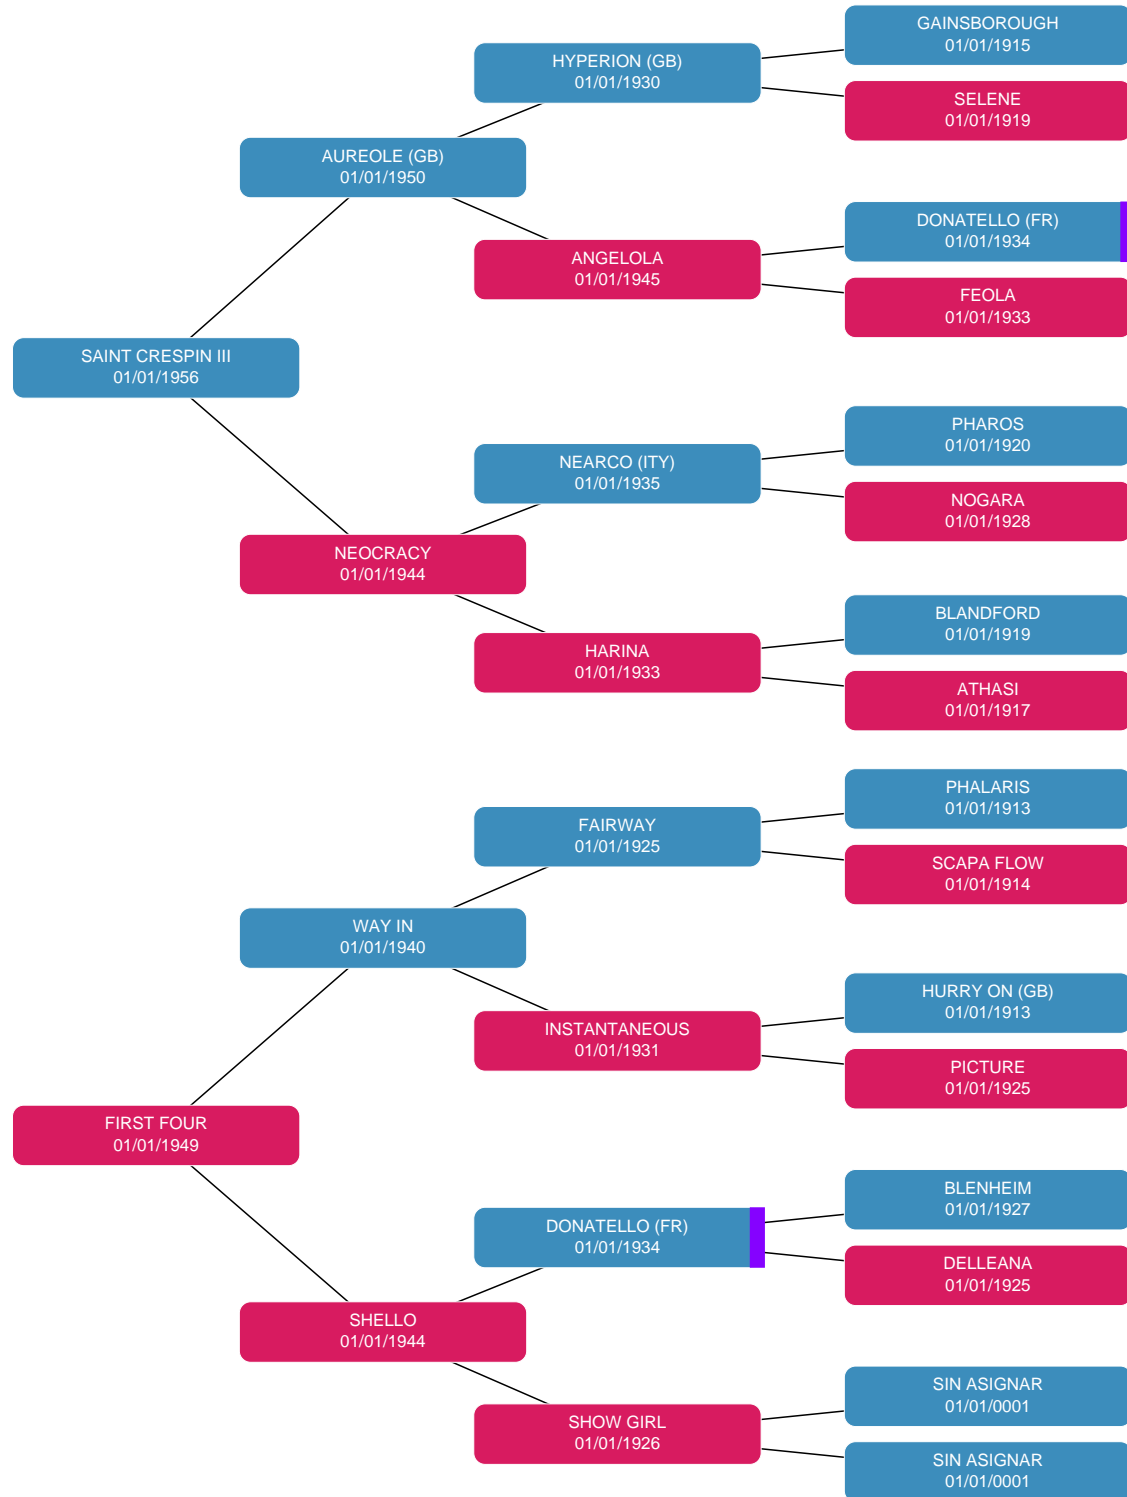 GAINSBOROUGH
01/01/1915
HYPERION (GB)
01/01/1930
SELENE
01/01/1919
AUREOLE (GB)
01/01/1950
DONATELLO (FR)
01/01/1934
ANGELOLA
01/01/1945
FEOLA
01/01/1933
SAINT CRESPIN III
01/01/1956
PHAROS
01/01/1920
NEARCO (ITY)
01/01/1935
NOGARA
01/01/1928
NEOCRACY
01/01/1944
BLANDFORD
01/01/1919
HARINA
01/01/1933
ATHASI
01/01/1917
PHALARIS
01/01/1913
FAIRWAY
01/01/1925
SCAPA FLOW
01/01/1914
WAY IN
01/01/1940
HURRY ON (GB)
01/01/1913
INSTANTANEOUS
01/01/1931
PICTURE
01/01/1925
FIRST FOUR
01/01/1949
BLENHEIM
01/01/1927
DONATELLO (FR)
01/01/1934
DELLEANA
01/01/1925
SHELLO
01/01/1944
SIN ASIGNAR
01/01/0001
SHOW GIRL
01/01/1926
SIN ASIGNAR
01/01/0001